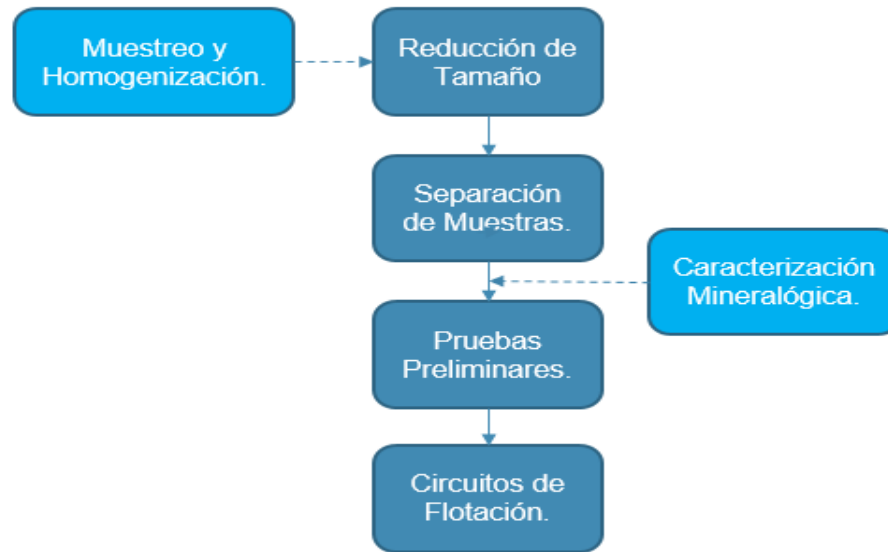 Muestreo y
Homogenización.
Reducción de
Tamaño
Separación
de Muestras.
Caracterización
Mineralógica.
Pruebas
Preliminares.
Circuitos de
Flotación.